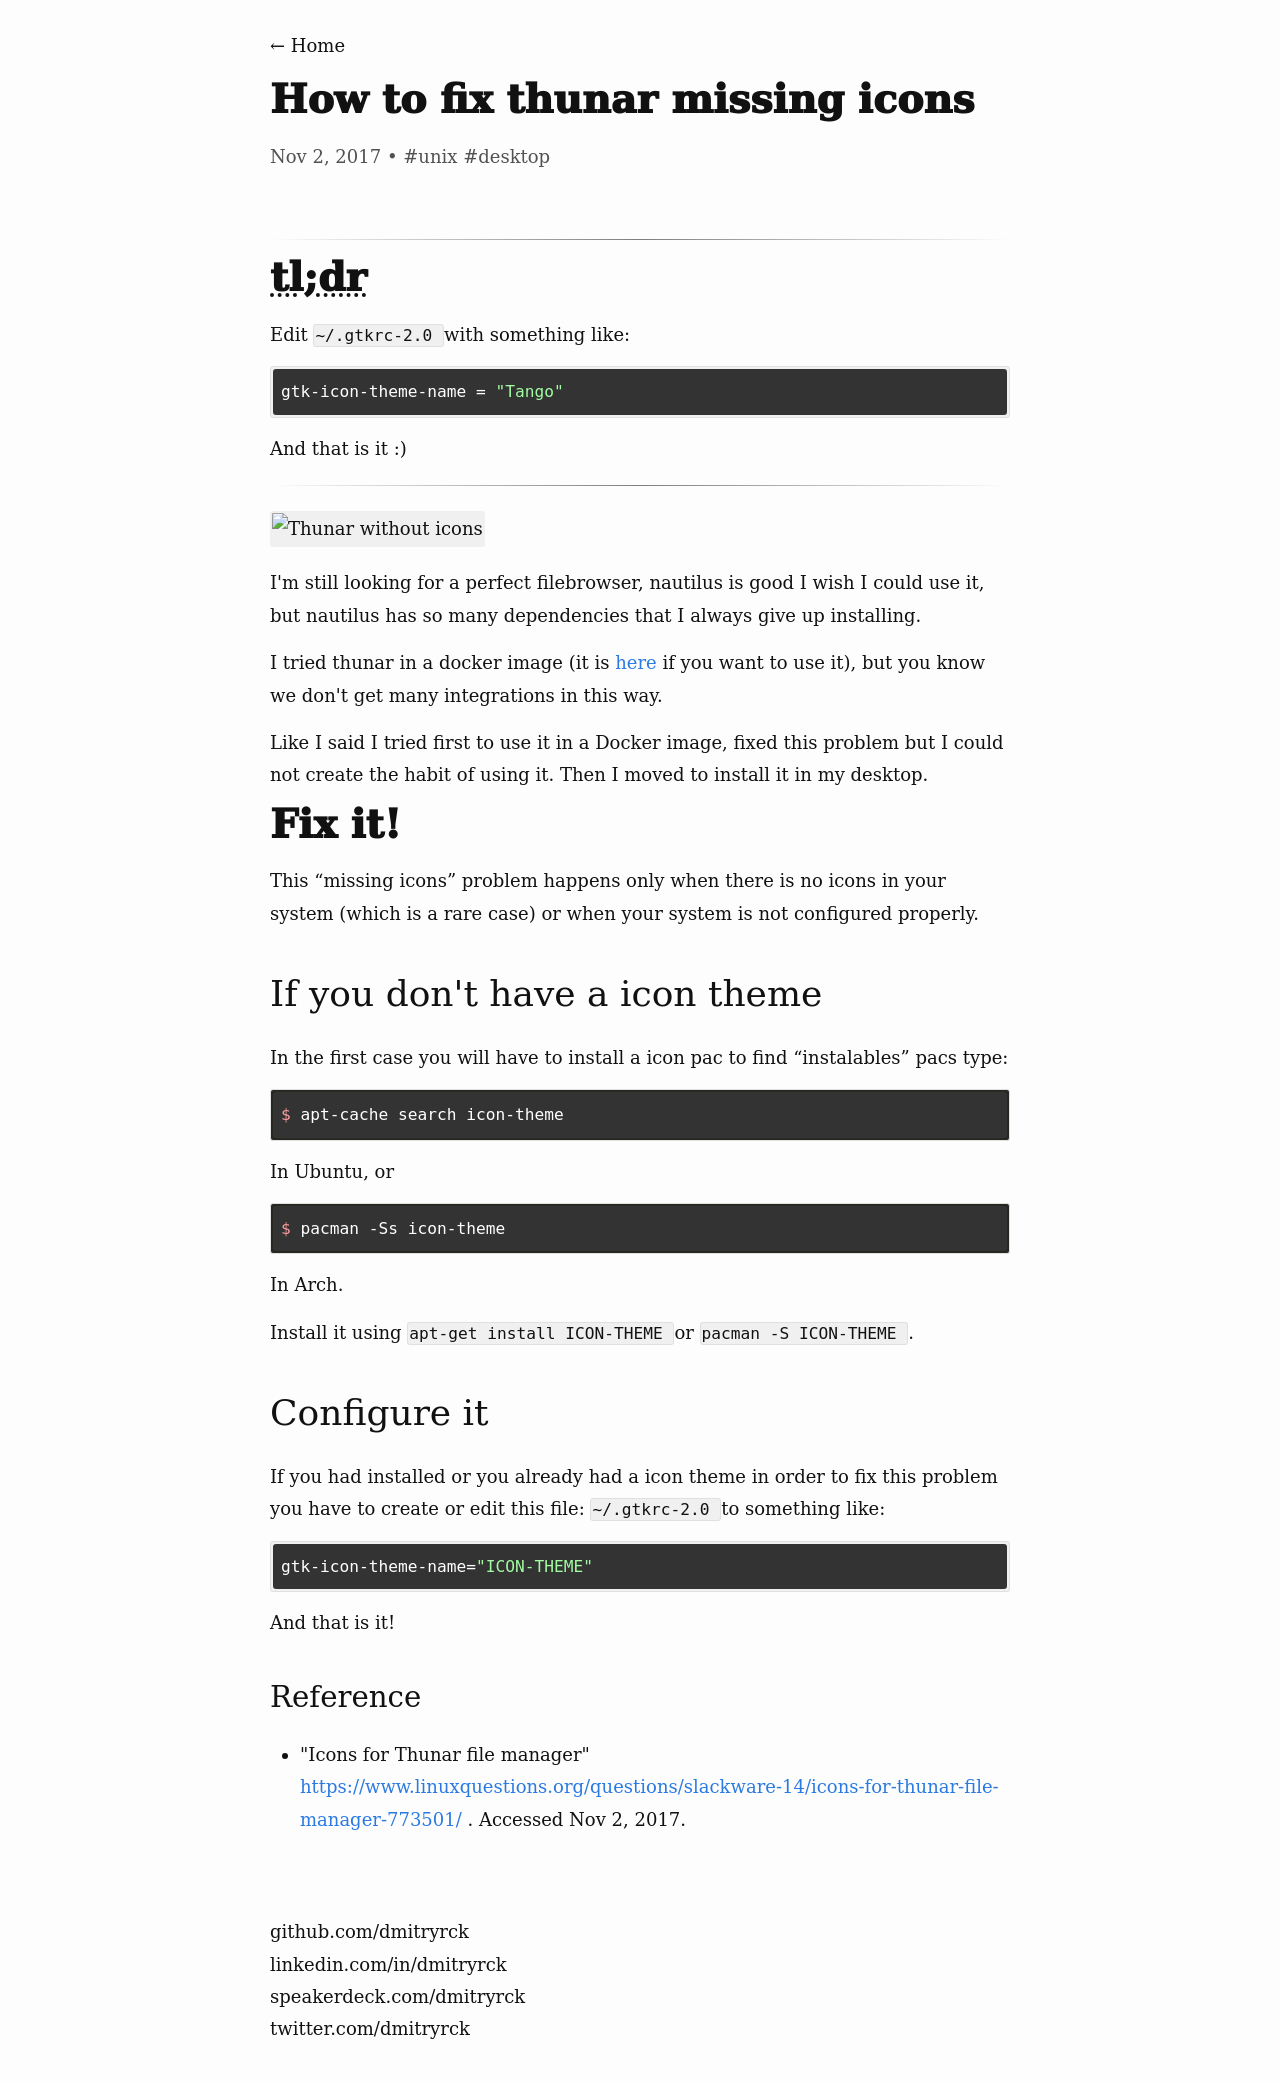 ← Home
How to fix thunar missing icons
Nov 2, 2017 • #unix #desktop
tl;dr
Edit ~/.gtkrc-2.0 with something like:
gtk-icon-theme-name = "Tango"
And that is it :)
Thunar without icons
I'm still looking for a perfect filebrowser, nautilus is good I wish I could use it,
but nautilus has so many dependencies that I always give up installing.
I tried thunar in a docker image (it is here if you want to use it), but you know
we don't get many integrations in this way.
Like I said I tried first to use it in a Docker image, fixed this problem but I could
not create the habit of using it. Then I moved to install it in my desktop.
Fix it!
This “missing icons” problem happens only when there is no icons in your
system (which is a rare case) or when your system is not configured properly.
If you don't have a icon theme
In the first case you will have to install a icon pac to find “instalables” pacs type:
$ apt-cache search icon-theme
In Ubuntu, or
$ pacman -Ss icon-theme
In Arch.
Install it using apt-get install ICON-THEME or pacman -S ICON-THEME .
Configure it
If you had installed or you already had a icon theme in order to fix this problem
you have to create or edit this file: ~/.gtkrc-2.0 to something like:
gtk-icon-theme-name="ICON-THEME"
And that is it!
Reference
• "Icons for Thunar file manager"
https://www.linuxquestions.org/questions/slackware-14/icons-for-thunar-file-
manager-773501/ . Accessed Nov 2, 2017.
github.com/dmitryrck
linkedin.com/in/dmitryrck
speakerdeck.com/dmitryrck
twitter.com/dmitryrck